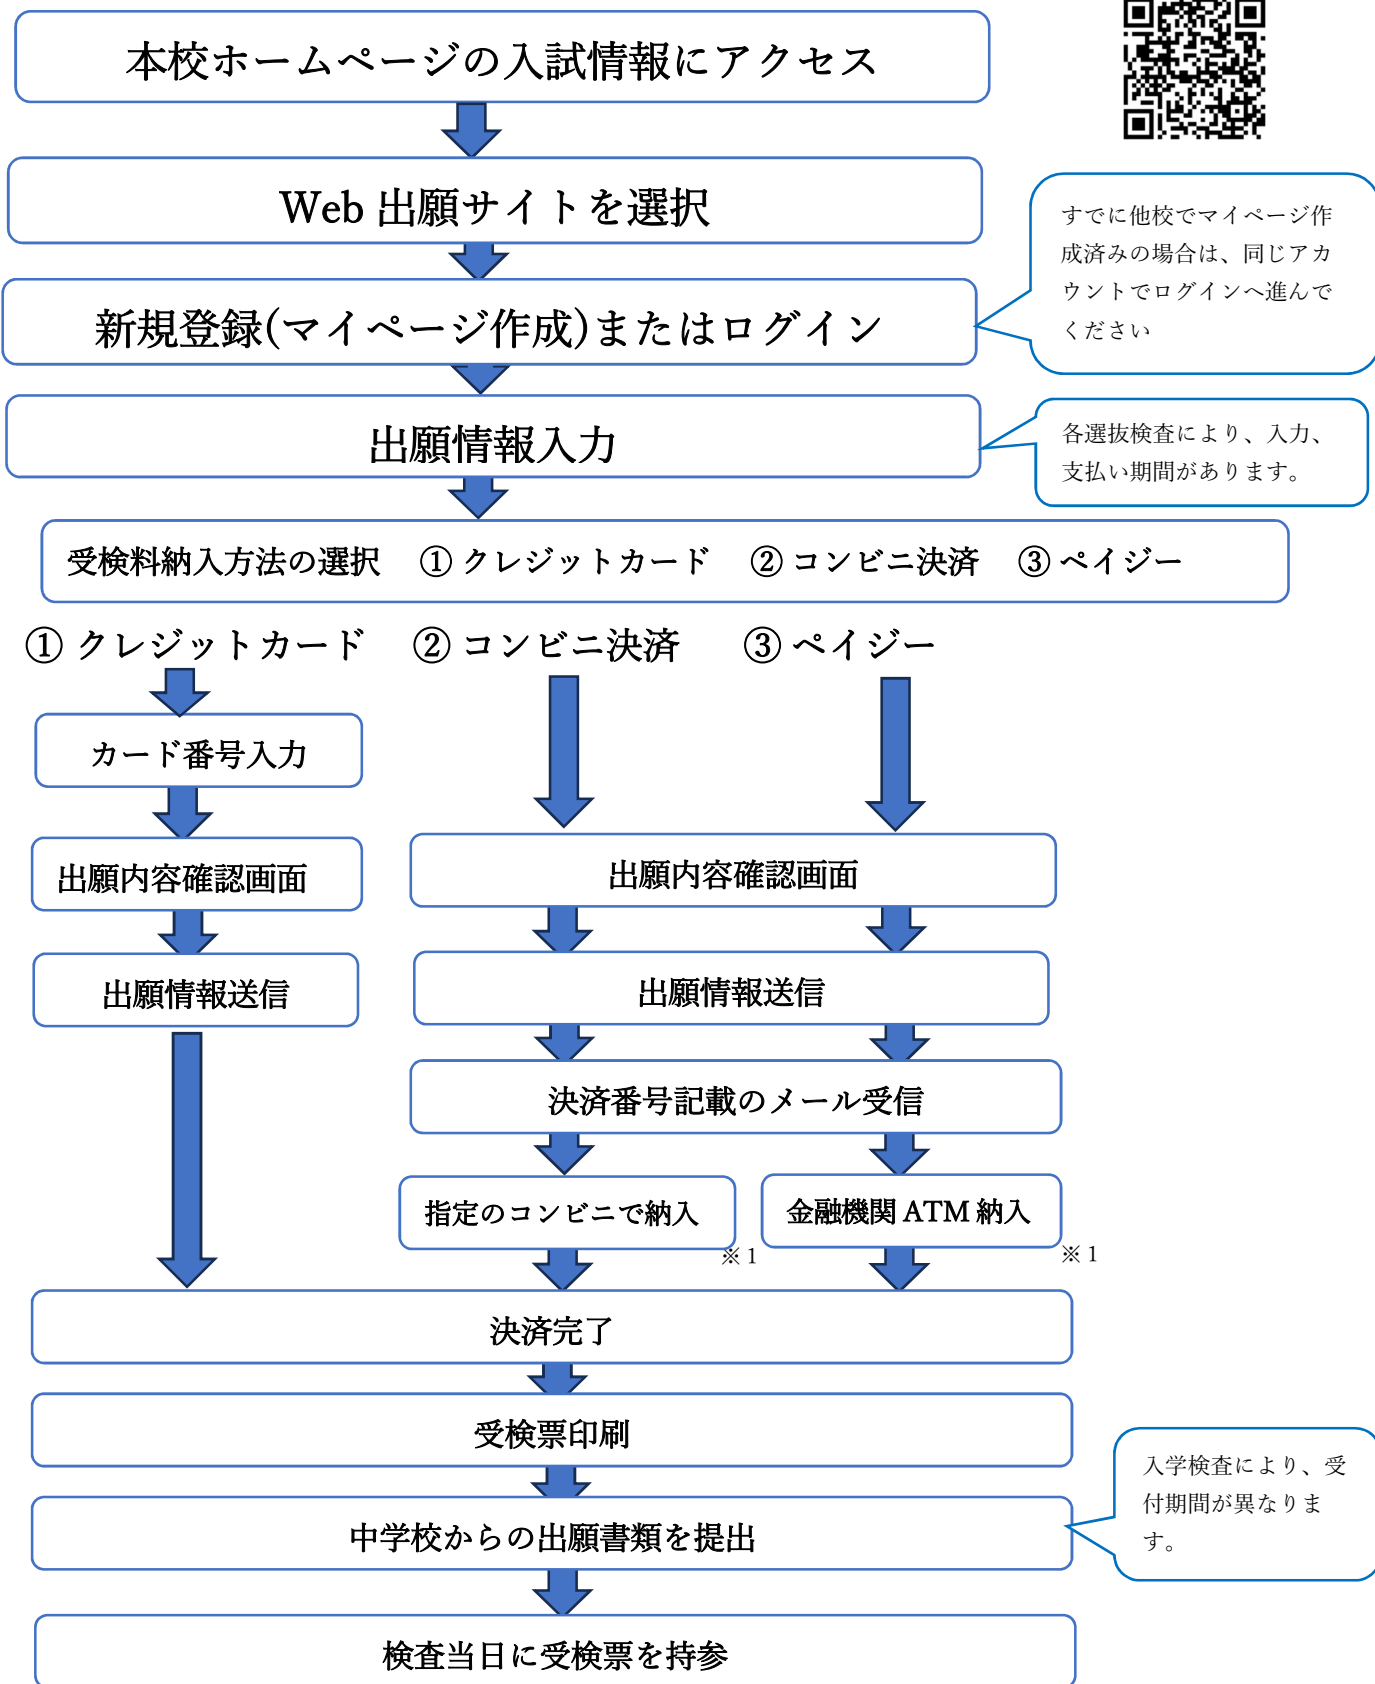 本校ホームページの入試情報にアクセス
Web 出願サイトを選択
すでに他校でマイページ作
成済みの場合は、同じアカ
ウントでログインへ進んで
ください
新規登録(マイページ作成)またはログイン
出願情報入力
各選抜検査により、入力、
支払い期間があります。
受検料納入方法の選択 ① クレジットカード ② コンビニ決済 ③ ペイジー
① クレジットカード ② コンビニ決済 ③ ペイジー
カード番号入力
出願内容確認画面 出願内容確認画面
出願情報送信 出願情報送信
決済番号記載のメール受信
指定のコンビニで納入 金融機関 ATM 納入
※1 ※1
決済完了
受検票印刷
入学検査により、受
付期間が異なりま
す。
中学校からの出願書類を提出
検査当日に受検票を持参